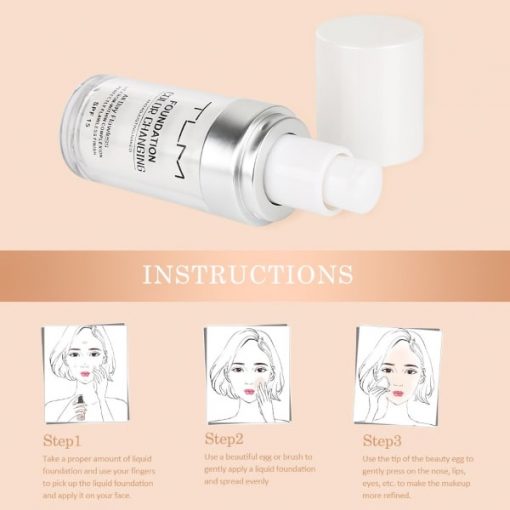 TLM
FOUNDATION
COLOR CHANGING
All Day Flawless
SPF 15
INSTRUCTIONS
Step1
Take a proper amount of liquid
foundation and use your fingers
to pick up the liquid foundation
and apply it on your face.
Step2
Use a beautiful egg or brush to
gently apply a liquid foundation
and spread evenly
Step3
Use the tip of the beauty egg to
gently press on the nose, lips,
eyes, etc. to make the makeup
more refined.